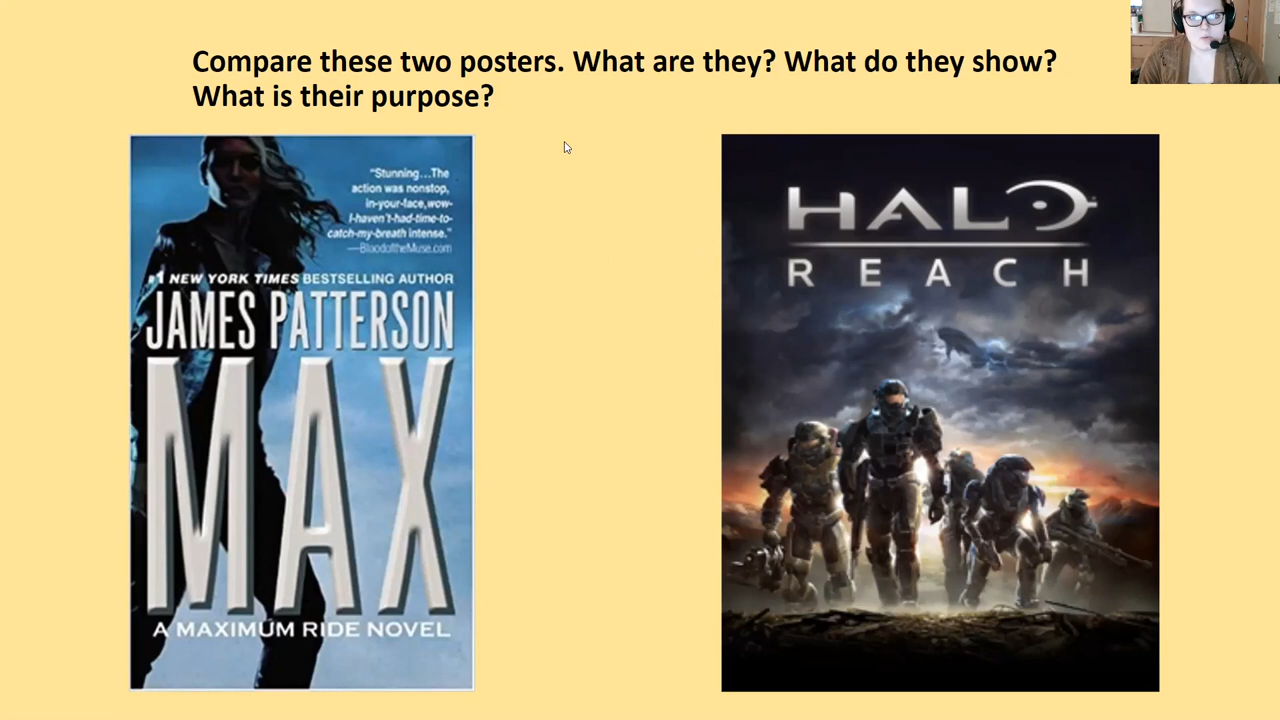 Compare these two posters. What are they? What do they show?
What is their purpose?
“Stunning...The
action was nonstop,
in-your-face, wow-
I-haven't-had-time-to-
catch-my-breath intense.”
—BloodoftheMuse.com
#1 NEW YORK TIMES BESTSELLING AUTHOR
JAMES PATTERSON
MAX
A MAXIMUM RIDE NOVEL
HALO
REACH